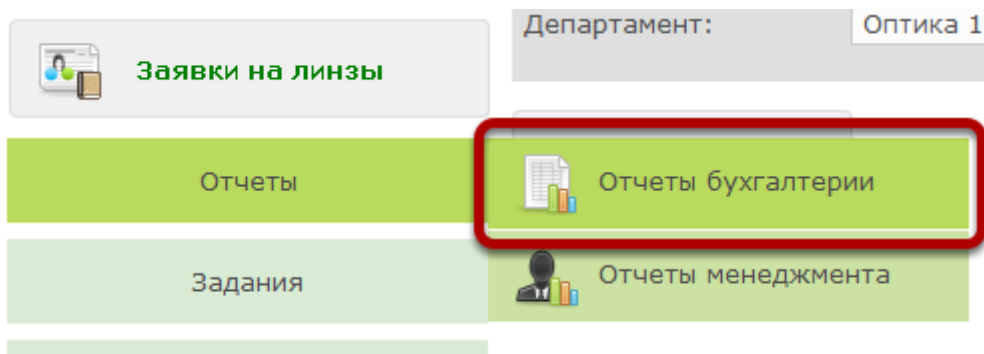 Департамент:
Оптика 1
Заявки на линзы
Отчеты
Отчеты бухгалтерии
Задания
Отчеты менеджмента